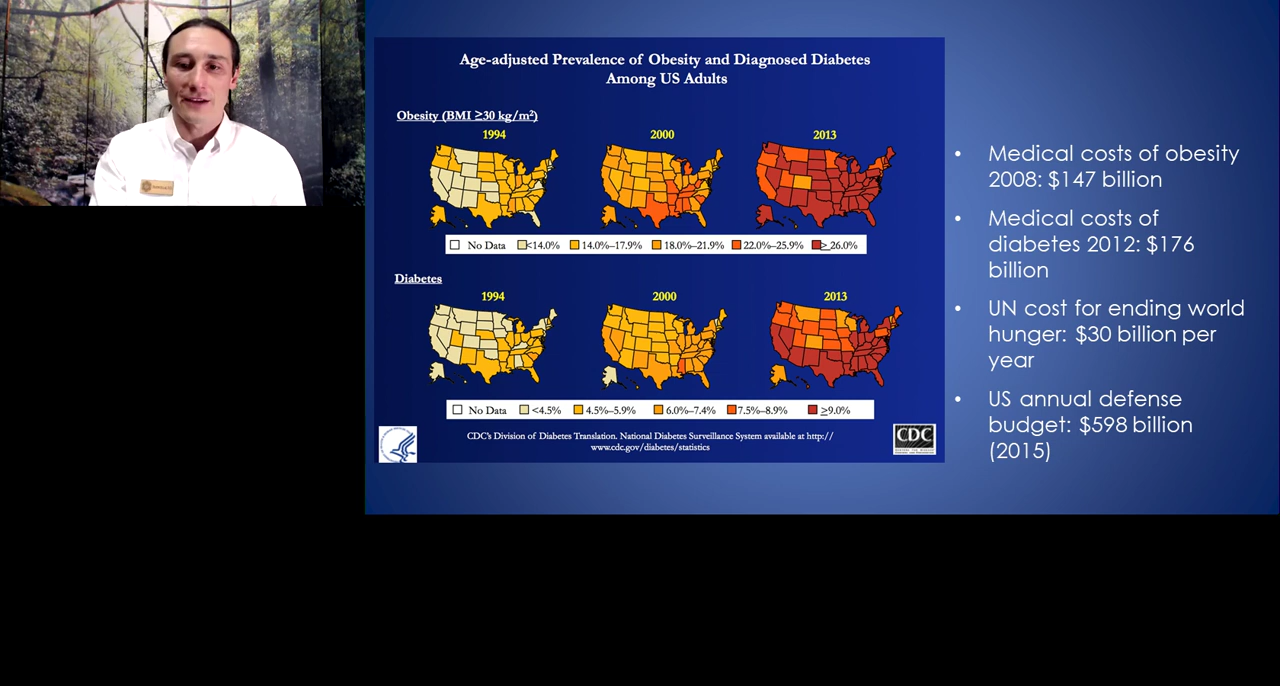 Age-adjusted Prevalence of Obesity and Diagnosed Diabetes
Among US Adults
Obesity (BMI ≥30 kg/m²)
1994
2000
2013
No Data <14.0% 14.0%–17.9% 18.0%–21.9% 22.0%–25.9% ≥26.0%
Diabetes
1994
2000
2013
No Data <4.5% 4.5%–5.9% 6.0%–7.4% 7.5%–8.9% ≥9.0%
CDC's Division of Diabetes Translation. National Diabetes Surveillance System available at http://
www.cdc.gov/diabetes/statistics
CDC
• Medical costs of obesity
2008: $147 billion
• Medical costs of
diabetes 2012: $176
billion
• UN cost for ending world
hunger: $30 billion per
year
• US annual defense
budget: $598 billion
(2015)